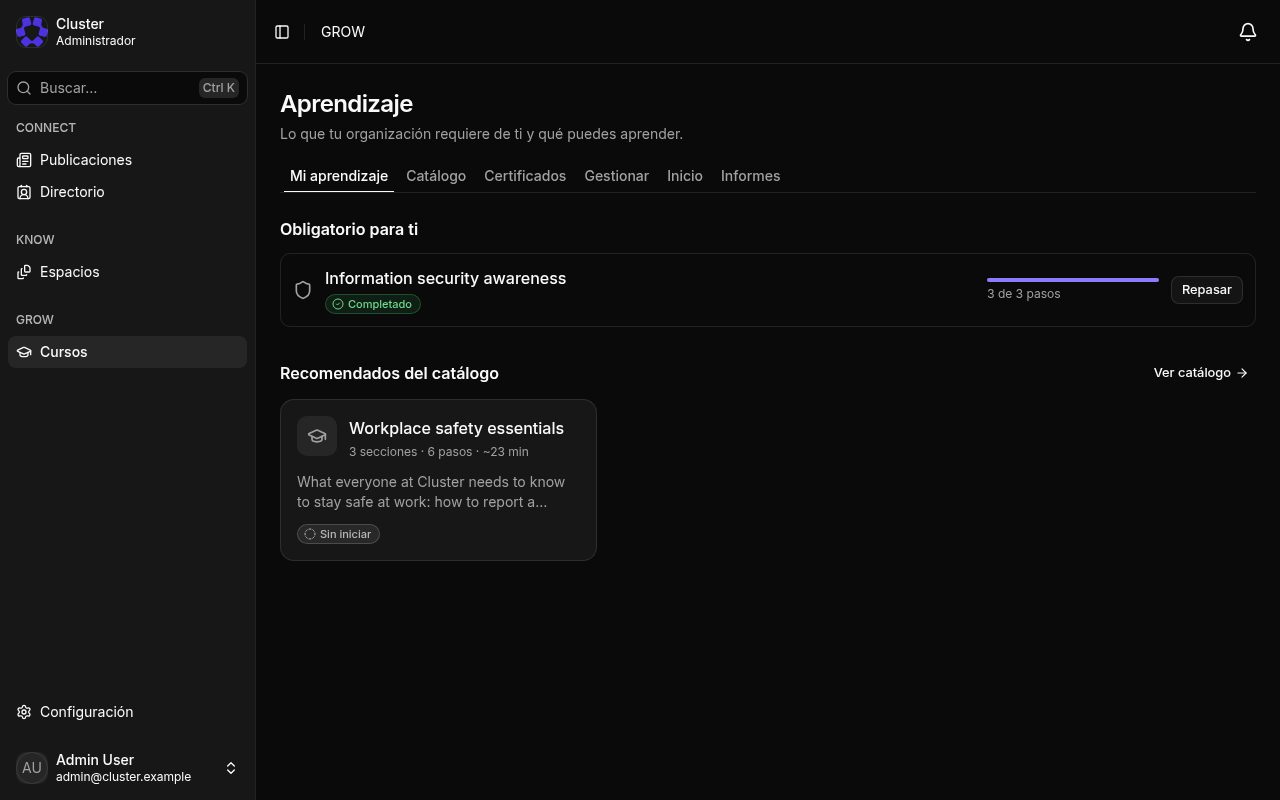 Cluster
Administrador
Buscar...
Ctrl K
CONNECT
Publicaciones
Directorio
KNOW
Espacios
GROW
Cursos
Configuración
AU
Admin User
admin@cluster.example
GROW
Aprendizaje
Lo que tu organización requiere de ti y qué puedes aprender.
Mi aprendizaje
Catálogo
Certificados
Gestionar
Inicio
Informes
Obligatorio para ti
Information security awareness
Completado
3 de 3 pasos
Repasar
Recomendados del catálogo
Ver catálogo
Workplace safety essentials
3 secciones · 6 pasos · ~23 min
What everyone at Cluster needs to know
to stay safe at work: how to report a...
Sin iniciar